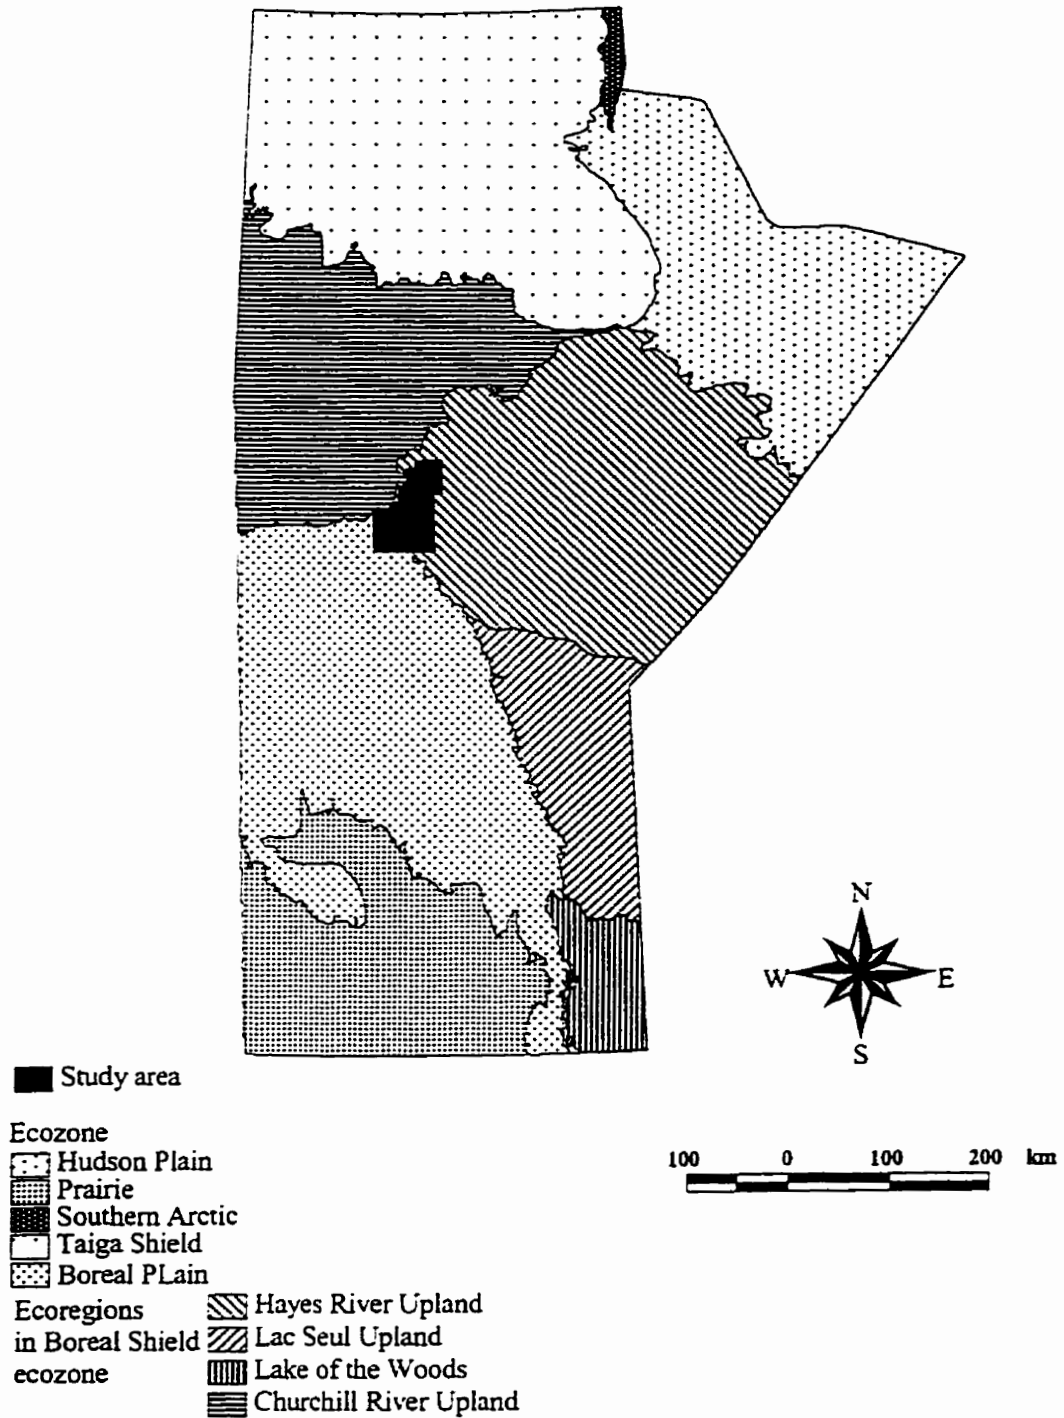 N
W E
S
Study area
Ecozone
Hudson Plain
Prairie
Southern Arctic
Taiga Shield
Boreal PLain
100 0 100 200 km
Ecoregions
in Boreal Shield
ecozone
Hayes River Upland
Lac Seul Upland
Lake of the Woods
Churchill River Upland